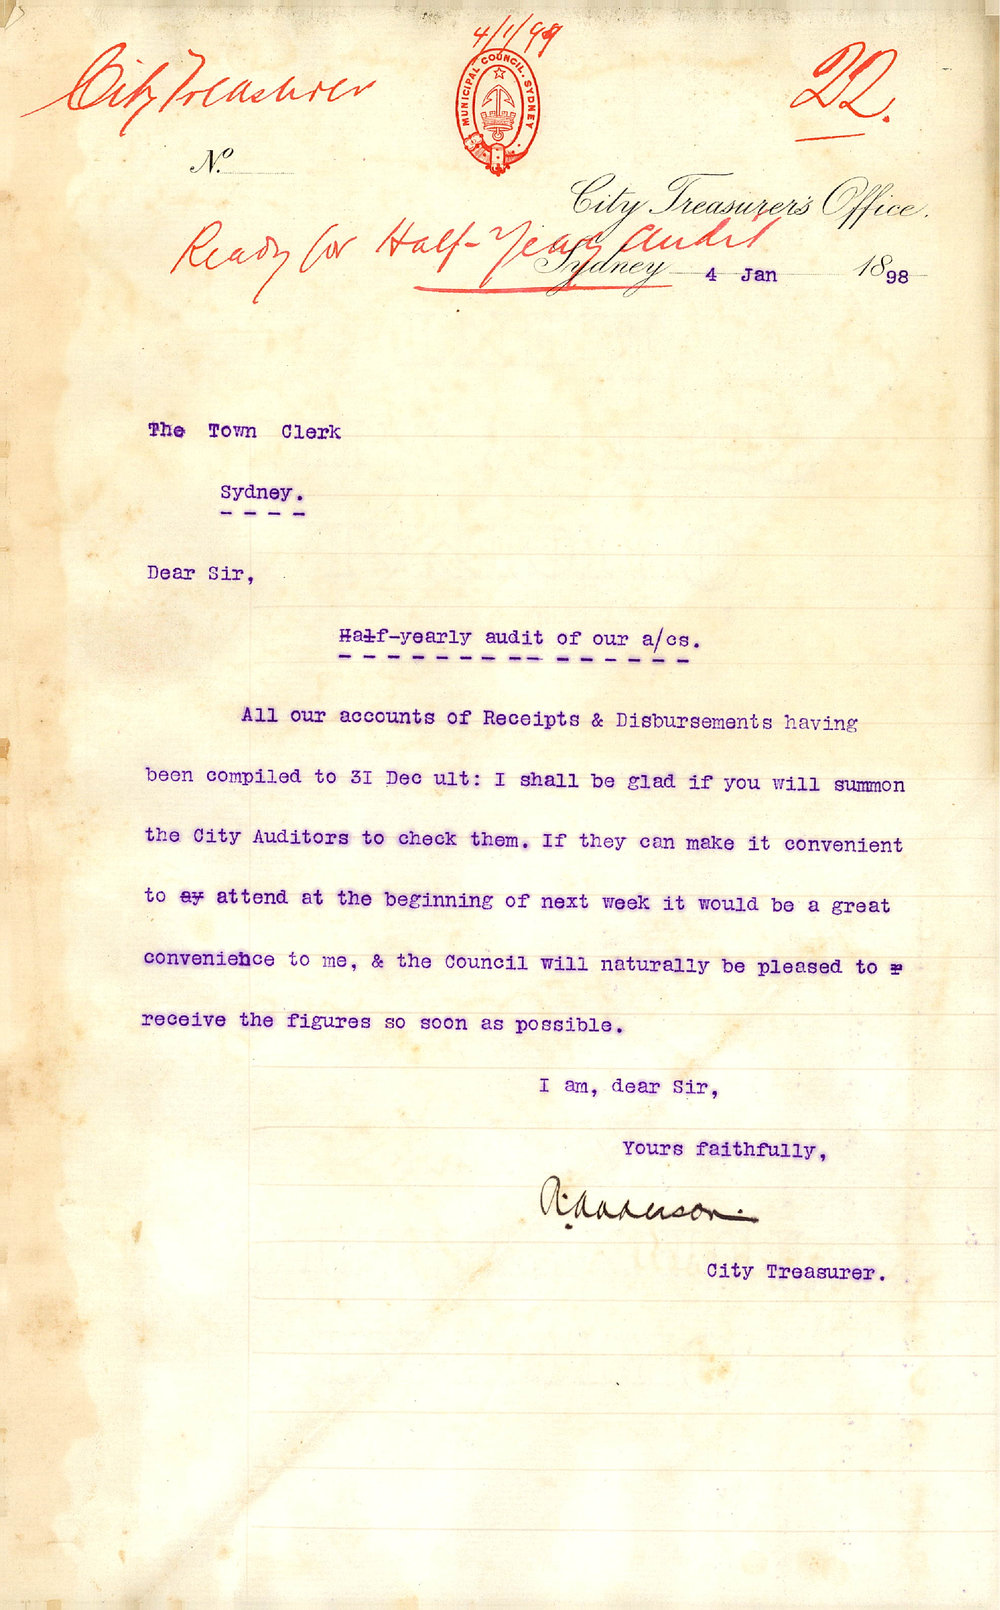 4/1/98
City Treasurer
22.
MUNICIPAL COUNCIL. SYDNEY
No.
City Treasurer's Office.
Ready for Half-Yearly Audit
Sydney 4 Jan 1898
The Town Clerk
Sydney.
Dear Sir,
Half-yearly audit of our a/cs.
All our accounts of Receipts & Disbursements having
been compiled to 3I Dec ult: I shall be glad if you will summon
the City Auditors to check them. If they can make it convenient
to ay attend at the beginning of next week it would be a great
convenience to me, & the Council will naturally be pleased to r
receive the figures so soon as possible.
I am, dear Sir,
Yours faithfully,
City Treasurer.